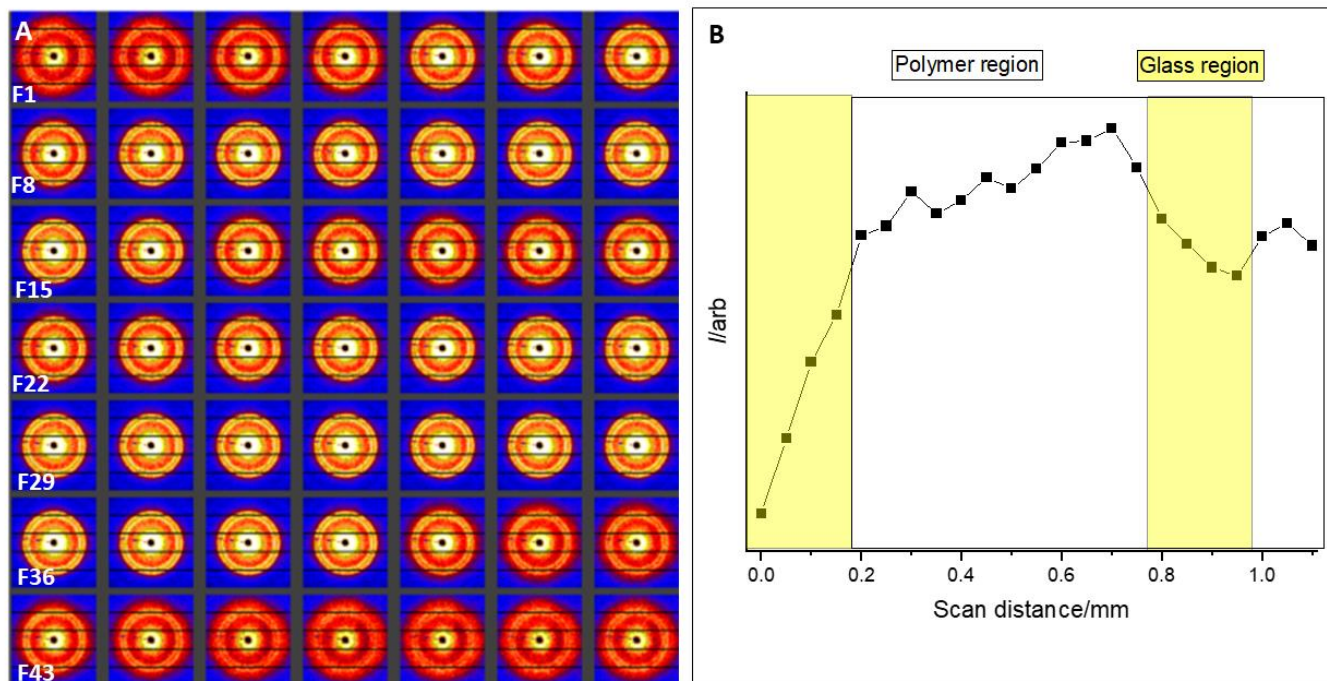 A
F1
F8
F15
F22
F29
F36
F43
B
Polymer region
Glass region
I/arb
0.0 0.2 0.4 0.6 0.8 1.0
Scan distance/mm